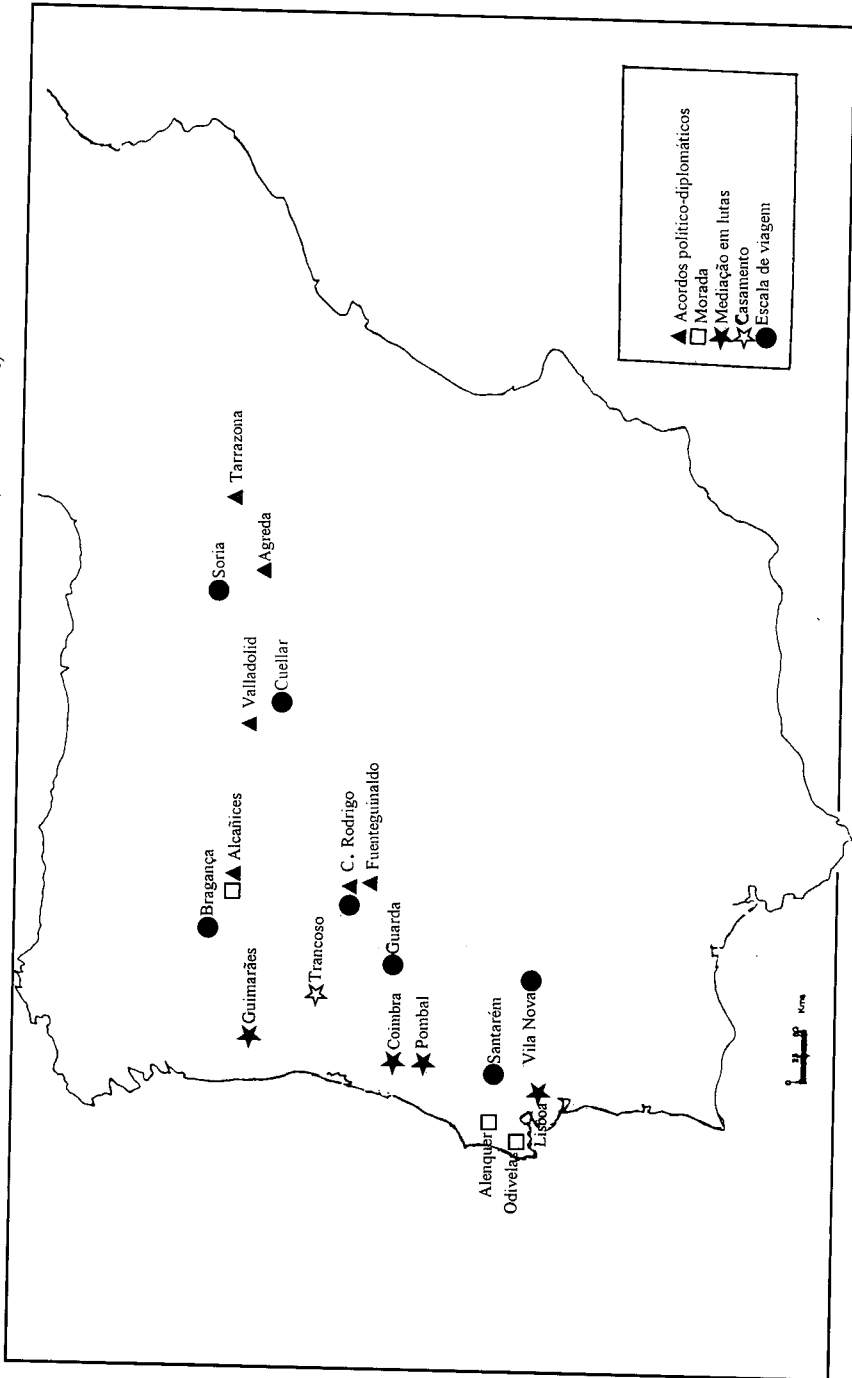 Bragança
Alcañices
Guimarães
Trancoso
C. Rodrigo
Fuenteguinaldo
Guarda
Coimbra
Pombal
Santarém
Vila Nova
Alenquer
Odivelas
Lisboa
Valladolid
Cuellar
Soria
Agreda
Tarrazona
Acordos político-diplomáticos
Morada
Mediação em lutas
Casamento
Escala de viagem
0
Kms